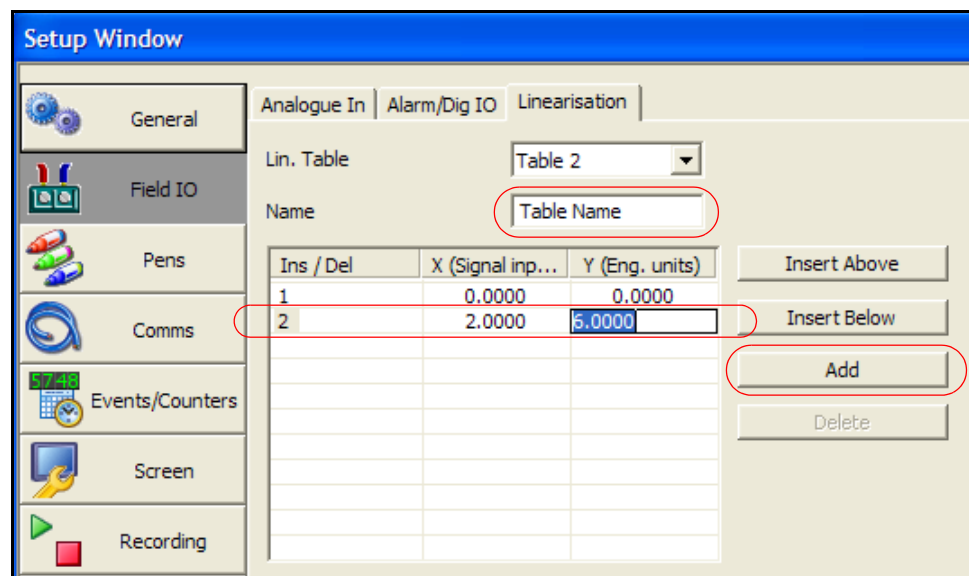 Setup Window
General
Field IO
Pens
Comms
57:48
Events/Counters
Screen
Recording
Analogue In
Alarm/Dig IO
Linearisation
Lin. Table
Table 2
Name
Table Name
Ins / Del
X (Signal inp...
Y (Eng. units)
1
0.0000
0.0000
2
2.0000
6.0000
Insert Above
Insert Below
Add
Delete